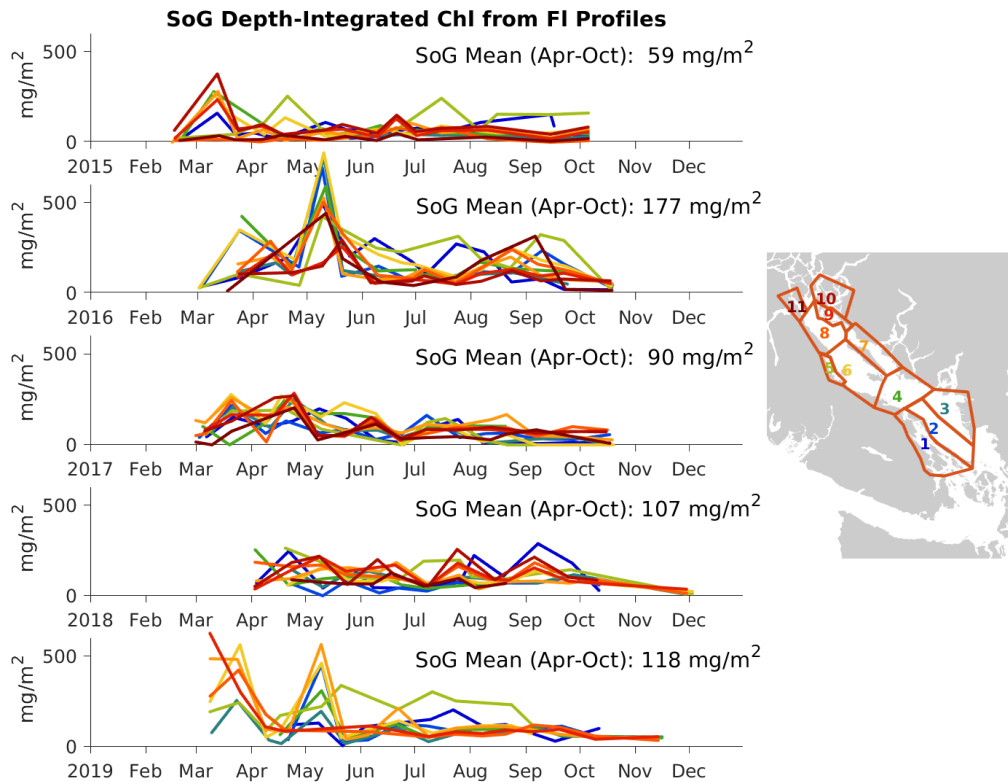 SoG Depth-Integrated Chl from Fl Profiles
500
0
mg/m²
SoG Mean (Apr-Oct): 59 mg/m²
2015 Feb Mar Apr May Jun Jul Aug Sep Oct Nov Dec
500
0
mg/m²
SoG Mean (Apr-Oct): 177 mg/m²
2016 Feb Mar Apr May Jun Jul Aug Sep Oct Nov Dec
500
0
mg/m²
SoG Mean (Apr-Oct): 90 mg/m²
2017 Feb Mar Apr May Jun Jul Aug Sep Oct Nov Dec
500
0
mg/m²
SoG Mean (Apr-Oct): 107 mg/m²
2018 Feb Mar Apr May Jun Jul Aug Sep Oct Nov Dec
500
0
mg/m²
SoG Mean (Apr-Oct): 118 mg/m²
2019 Feb Mar Apr May Jun Jul Aug Sep Oct Nov Dec
10
11
9
8
7
5 6
4
3
2
1